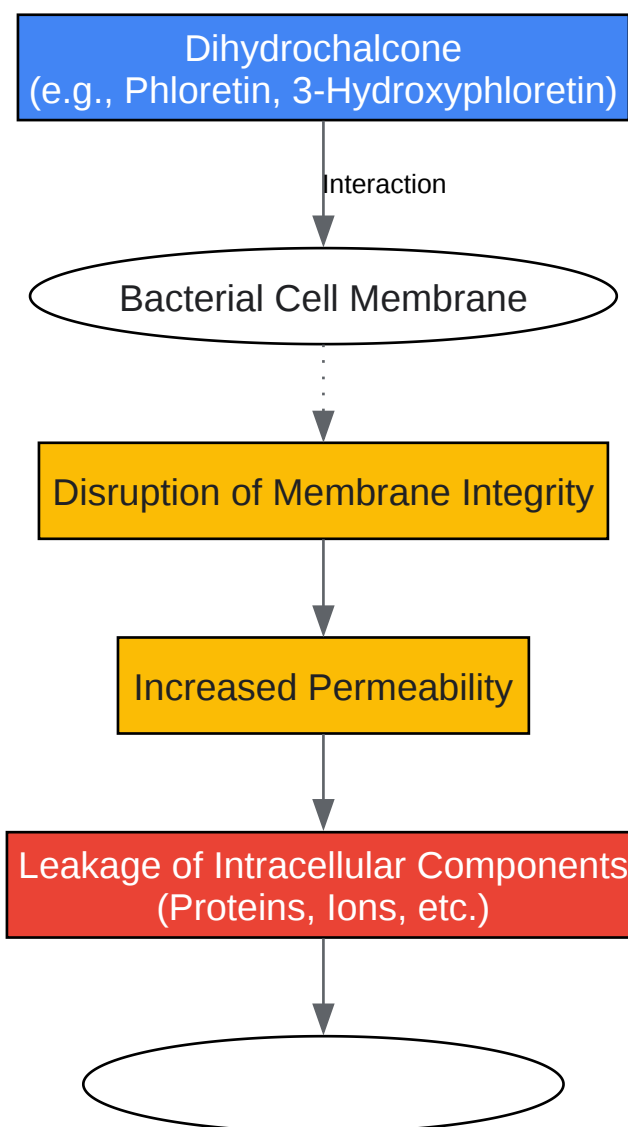 Dihydrochalcone
(e.g., Phloretin, 3-Hydroxyphloretin)
Interaction
Bacterial Cell Membrane
Disruption of Membrane Integrity
Increased Permeability
Leakage of Intracellular Components
(Proteins, Ions, etc.)